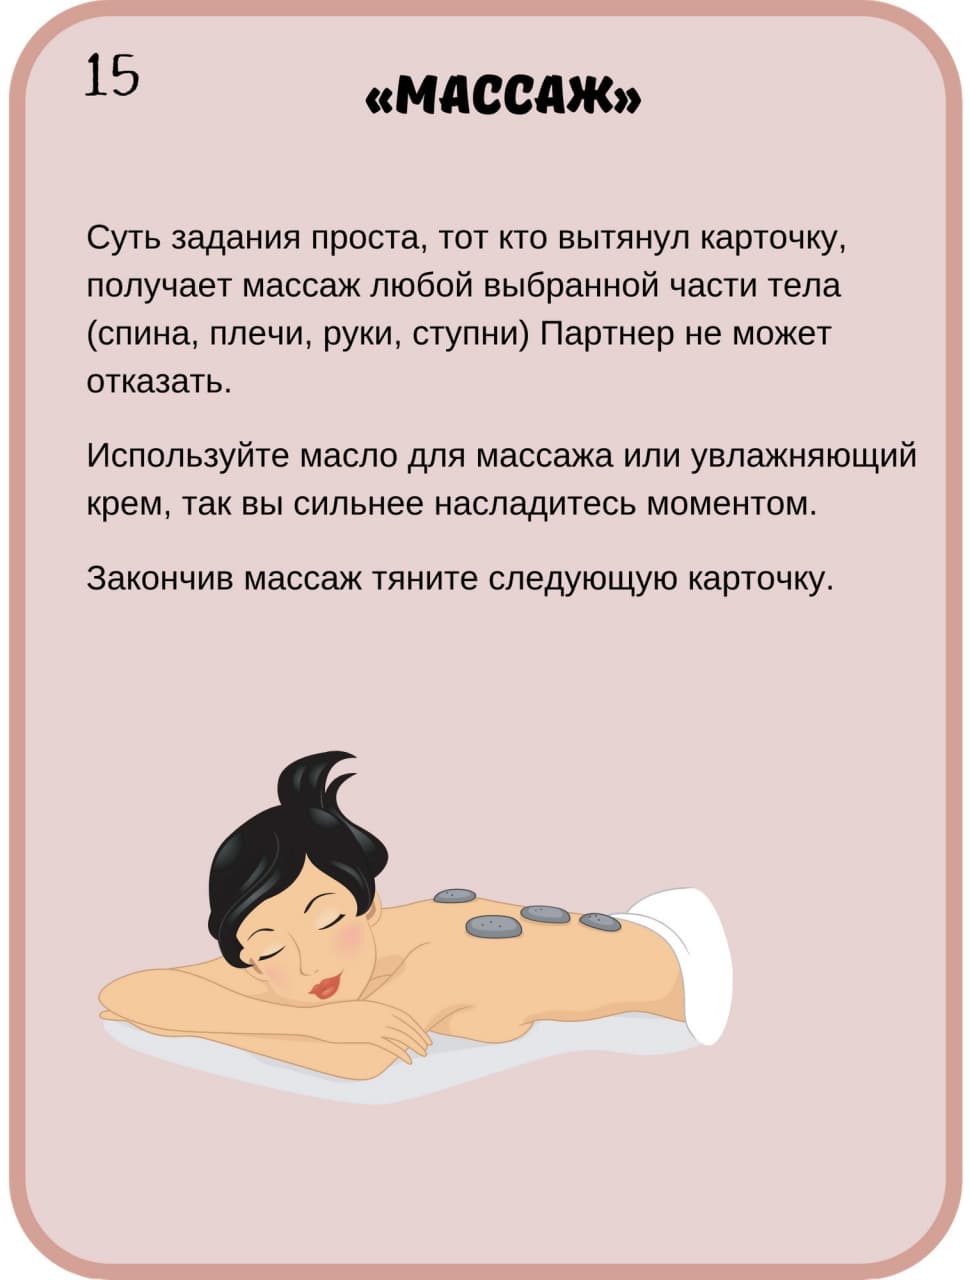 15
«МАССАЖ»
Суть задания проста, тот кто вытянул карточку,
получает массаж любой выбранной части тела
(спина, плечи, руки, ступни) Партнер не может
отказать.
Используйте масло для массажа или увлажняющий
крем, так вы сильнее насладитесь моментом.
Закончив массаж тяните следующую карточку.